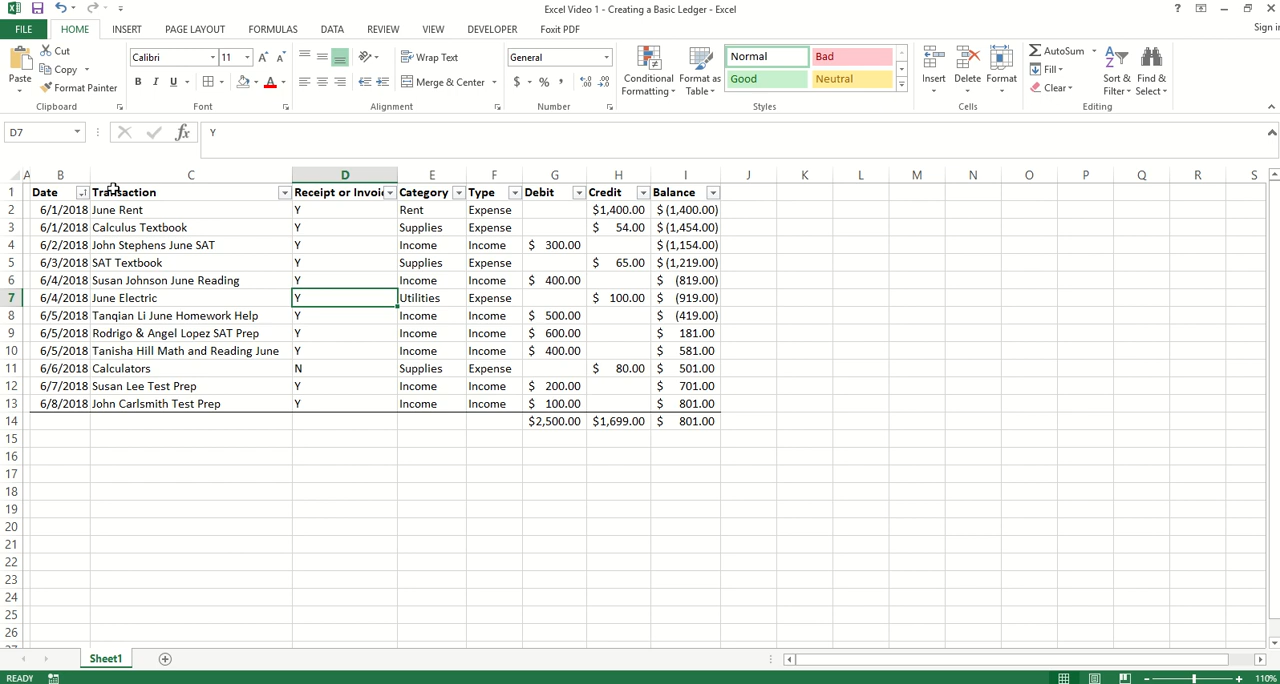 Excel Video 1 - Creating a Basic Ledger - Excel
?
FILE HOME INSERT PAGE LAYOUT FORMULAS DATA REVIEW VIEW DEVELOPER Foxit PDF
Paste Cut Copy Format Painter Clipboard
Calibri 11 B I U A Font
Wrap Text Merge & Center Alignment
General $ % , Number
Conditional Formatting Format as Table Normal Bad Good Neutral Styles
Insert Delete Format Cells
AutoSum Fill Clear Sort & Filter Find & Select Editing
D7 fx Y
A B C D E F G H I J K L M N O P Q R S
1 Date Transaction Receipt or Category Type Debit Credit Balance
2 6/1/2018 June Rent Y Rent Expense $1,400.00 $(1,400.00)
3 6/1/2018 Calculus Textbook Y Supplies Expense $ 54.00 $(1,454.00)
4 6/2/2018 John Stephens June SAT Y Income Income $ 300.00 $(1,154.00)
5 6/3/2018 SAT Textbook Y Supplies Expense $ 65.00 $(1,219.00)
6 6/4/2018 Susan Johnson June Reading Y Income Income $ 400.00 $ (819.00)
7 6/4/2018 June Electric Y Utilities Expense $ 100.00 $ (919.00)
8 6/5/2018 Tanqian Li June Homework Help Y Income Income $ 500.00 $ (419.00)
9 6/5/2018 Rodrigo & Angel Lopez SAT Prep Y Income Income $ 600.00 $ 181.00
10 6/5/2018 Tanisha Hill Math and Reading June Y Income Income $ 400.00 $ 581.00
11 6/6/2018 Calculators N Supplies Expense $ 80.00 $ 501.00
12 6/7/2018 Susan Lee Test Prep Y Income Income $ 200.00 $ 701.00
13 6/8/2018 John Carlsmith Test Prep Y Income Income $ 100.00 $ 801.00
14 $2,500.00 $1,699.00 $ 801.00
15
16
17
18
19
20
21
22
23
24
25
26
Sheet1
READY 110%